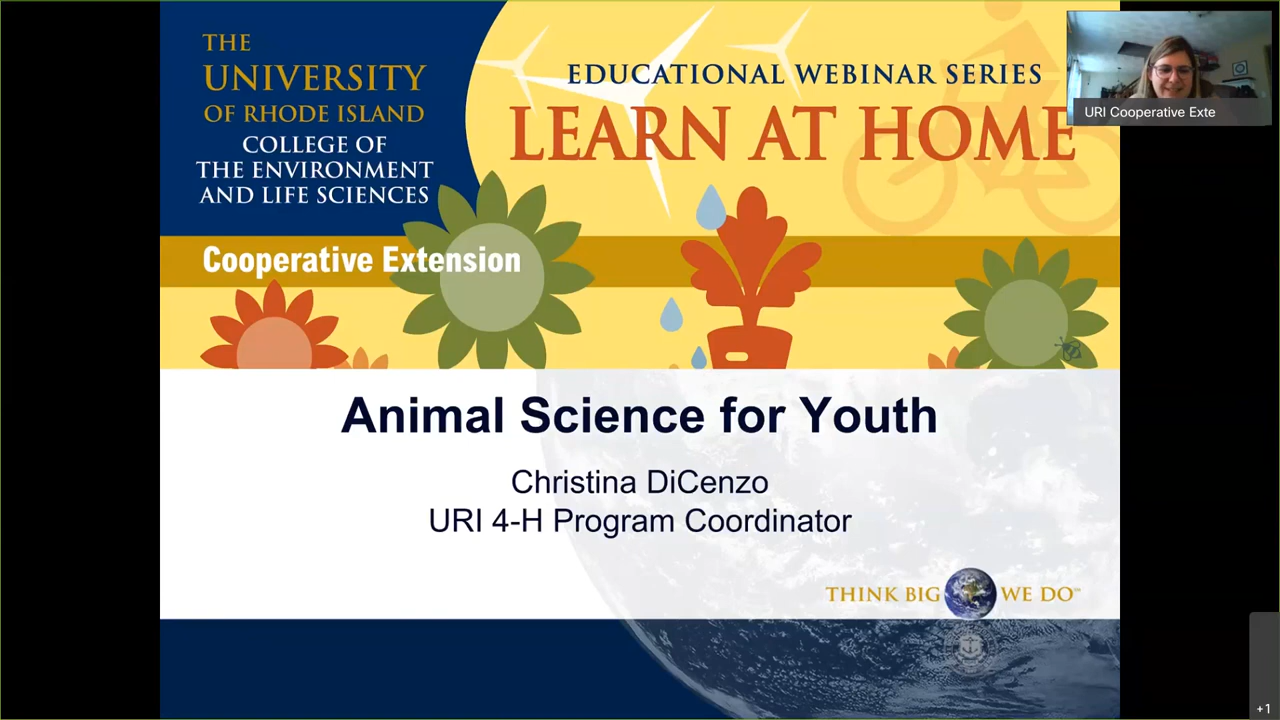 THE
UNIVERSITY
OF RHODE ISLAND
COLLEGE OF
THE ENVIRONMENT
AND LIFE SCIENCES
EDUCATIONAL WEBINAR SERIES
LEARN AT HOME
URI Cooperative Exte
Cooperative Extension
Animal Science for Youth
Christina DiCenzo
URI 4-H Program Coordinator
THINK BIG WE DO℠
+1